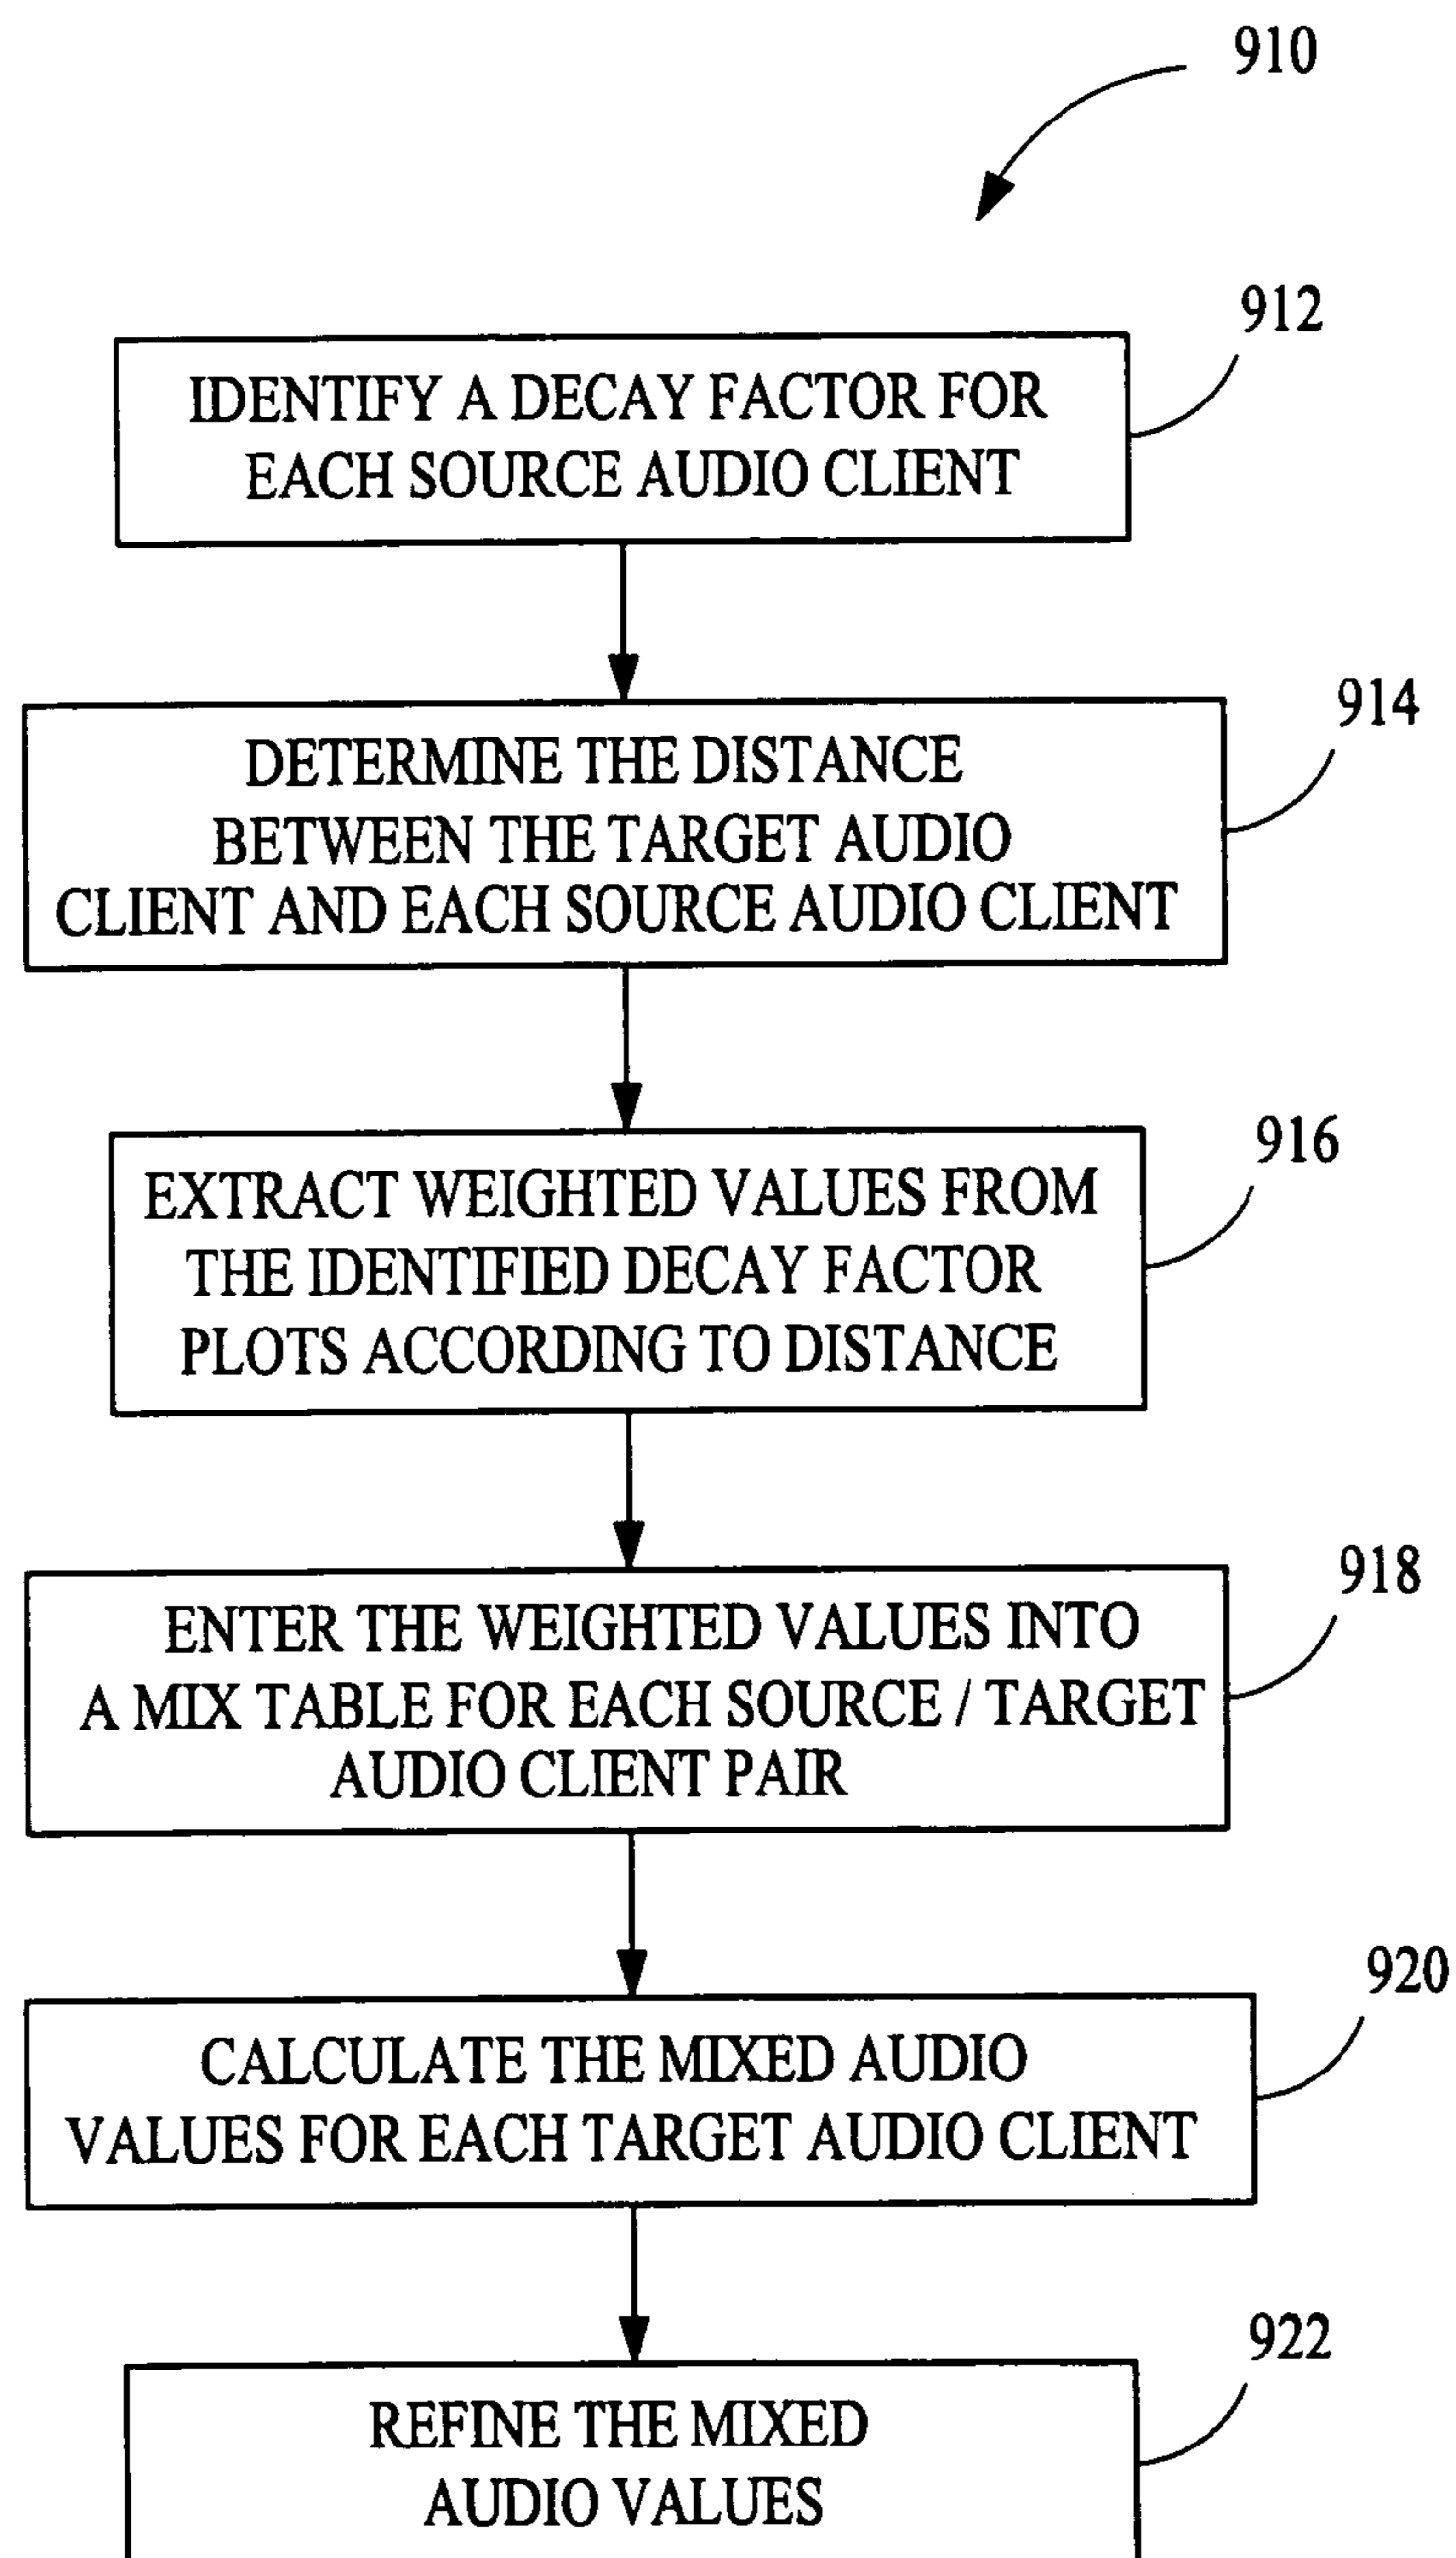 910
912
IDENTIFY A DECAY FACTOR FOR
EACH SOURCE AUDIO CLIENT
914
DETERMINE THE DISTANCE
BETWEEN THE TARGET AUDIO
CLIENT AND EACH SOURCE AUDIO CLIENT
916
EXTRACT WEIGHTED VALUES FROM
THE IDENTIFIED DECAY FACTOR
PLOTS ACCORDING TO DISTANCE
918
ENTER THE WEIGHTED VALUES INTO
A MIX TABLE FOR EACH SOURCE / TARGET
AUDIO CLIENT PAIR
920
CALCULATE THE MIXED AUDIO
VALUES FOR EACH TARGET AUDIO CLIENT
922
REFINE THE MIXED
AUDIO VALUES